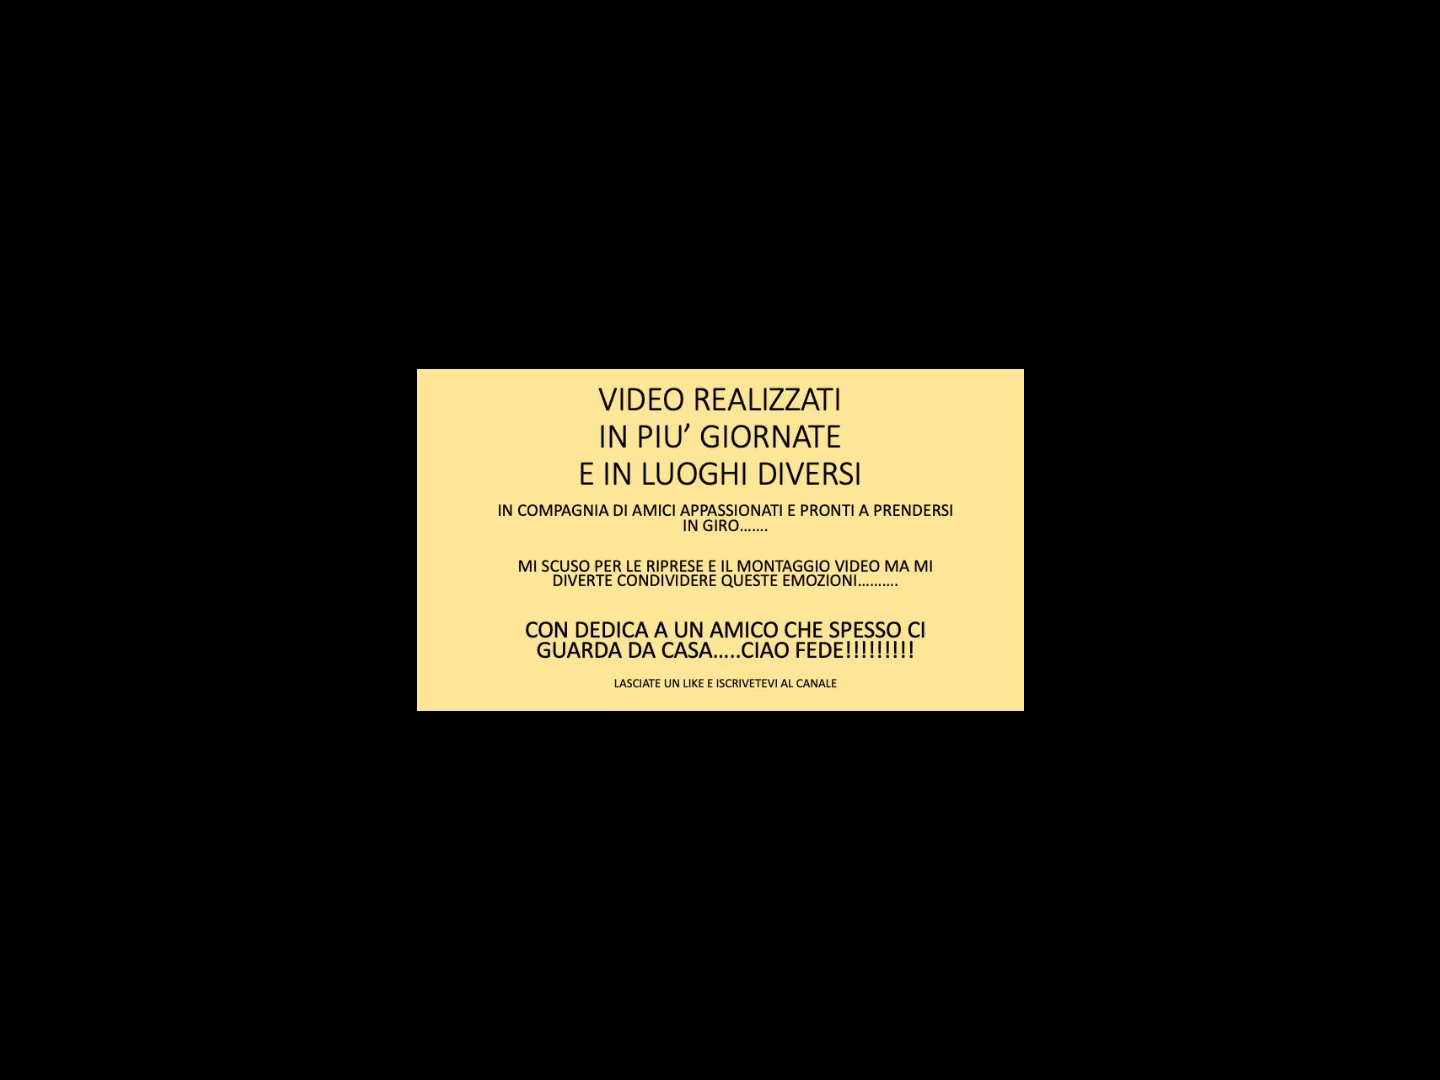 VIDEO REALIZZATI
IN PIU’ GIORNATE
E IN LUOGHI DIVERSI
IN COMPAGNIA DI AMICI APPASSIONATI E PRONTI A PRENDERSI
IN GIRO.......
MI SCUSO PER LE RIPRESE E IL MONTAGGIO VIDEO MA MI
DIVERTE CONDIVIDERE QUESTE EMOZIONI..........
CON DEDICA A UN AMICO CHE SPESSO CI
GUARDA DA CASA.....CIAO FEDE!!!!!!!!!
LASCIATE UN LIKE E ISCRIVETEVI AL CANALE